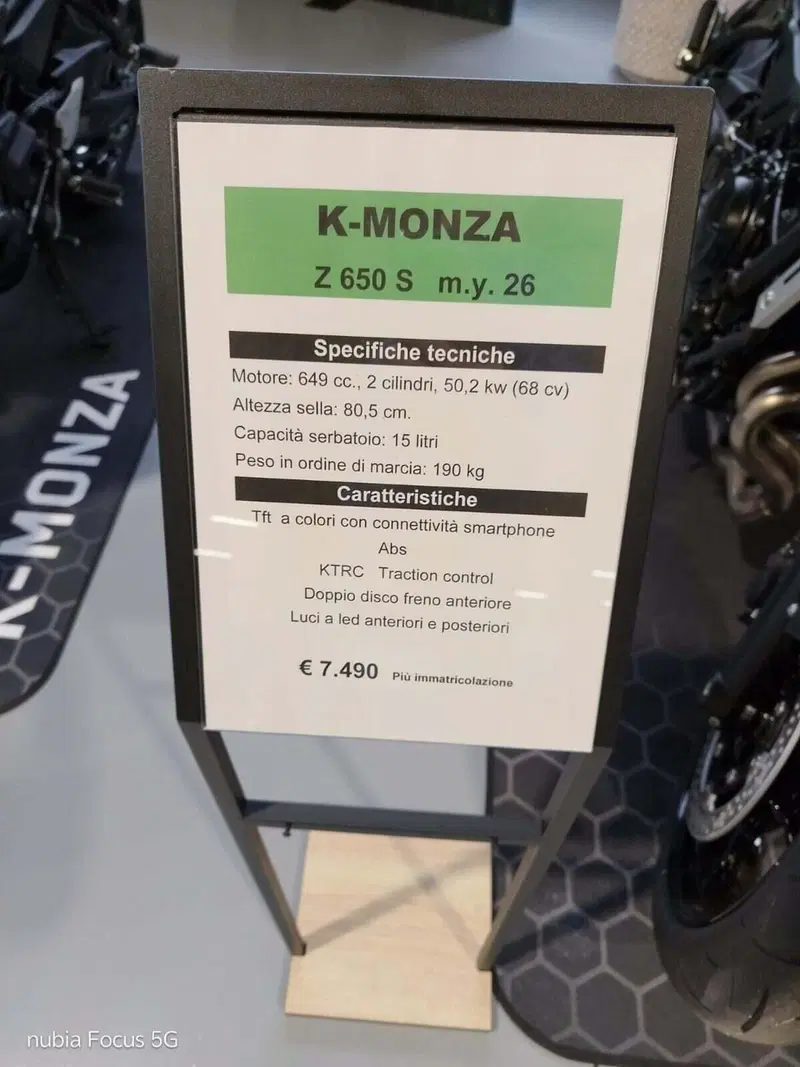 K-MONZA
Z 650 S m.y. 26
Specifiche tecniche
Motore: 649 cc., 2 cilindri, 50,2 kw (68 cv)
Altezza sella: 80,5 cm.
Capacità serbatoio: 15 litri
Peso in ordine di marcia: 190 kg
Caratteristiche
Tft a colori con connettività smartphone
Abs
KTRC Traction control
Doppio disco freno anteriore
Luci a led anteriori e posteriori
€ 7.490 Più immatricolazione
K-MONZA
nubia Focus 5G